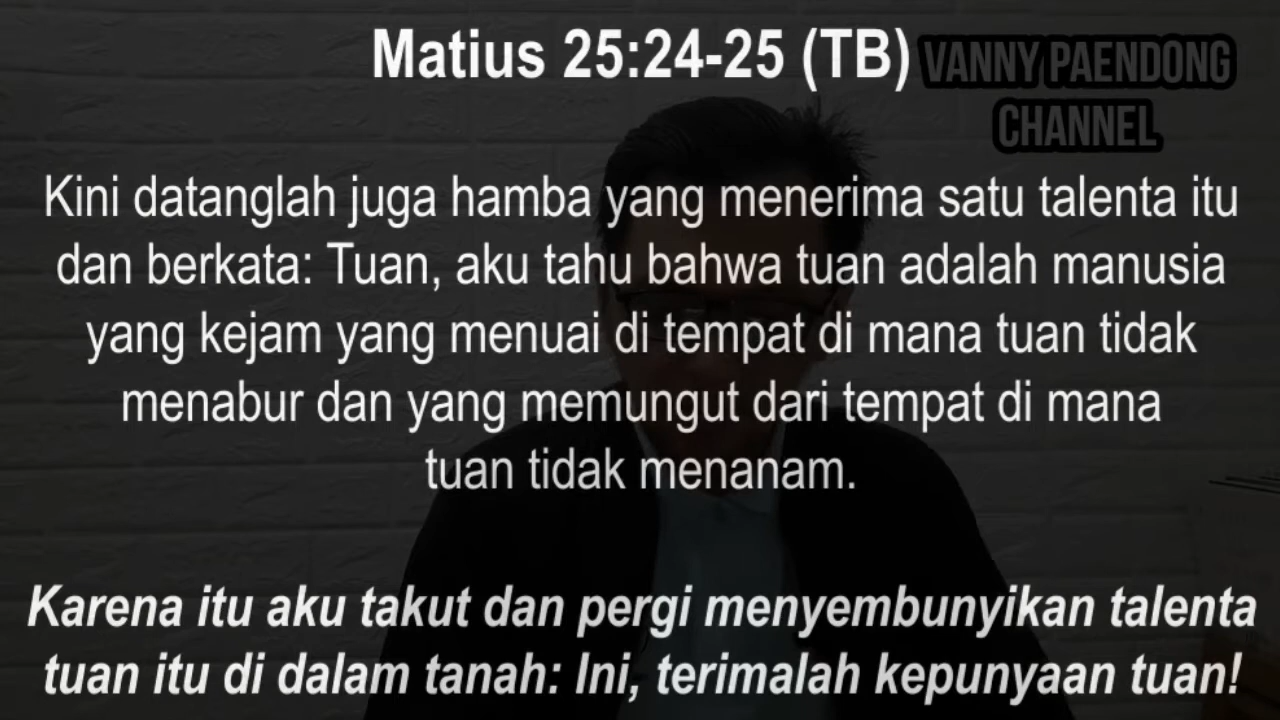 Matius 25:24-25 (TB)
VANNY PAENDONG
CHANNEL
Kini datanglah juga hamba yang menerima satu talenta itu
dan berkata: Tuan, aku tahu bahwa tuan adalah manusia
yang kejam yang menuai di tempat di mana tuan tidak
menabur dan yang memungut dari tempat di mana
tuan tidak menanam.
Karena itu aku takut dan pergi menyembunyikan talenta
tuan itu di dalam tanah: Ini, terimalah kepunyaan tuan!